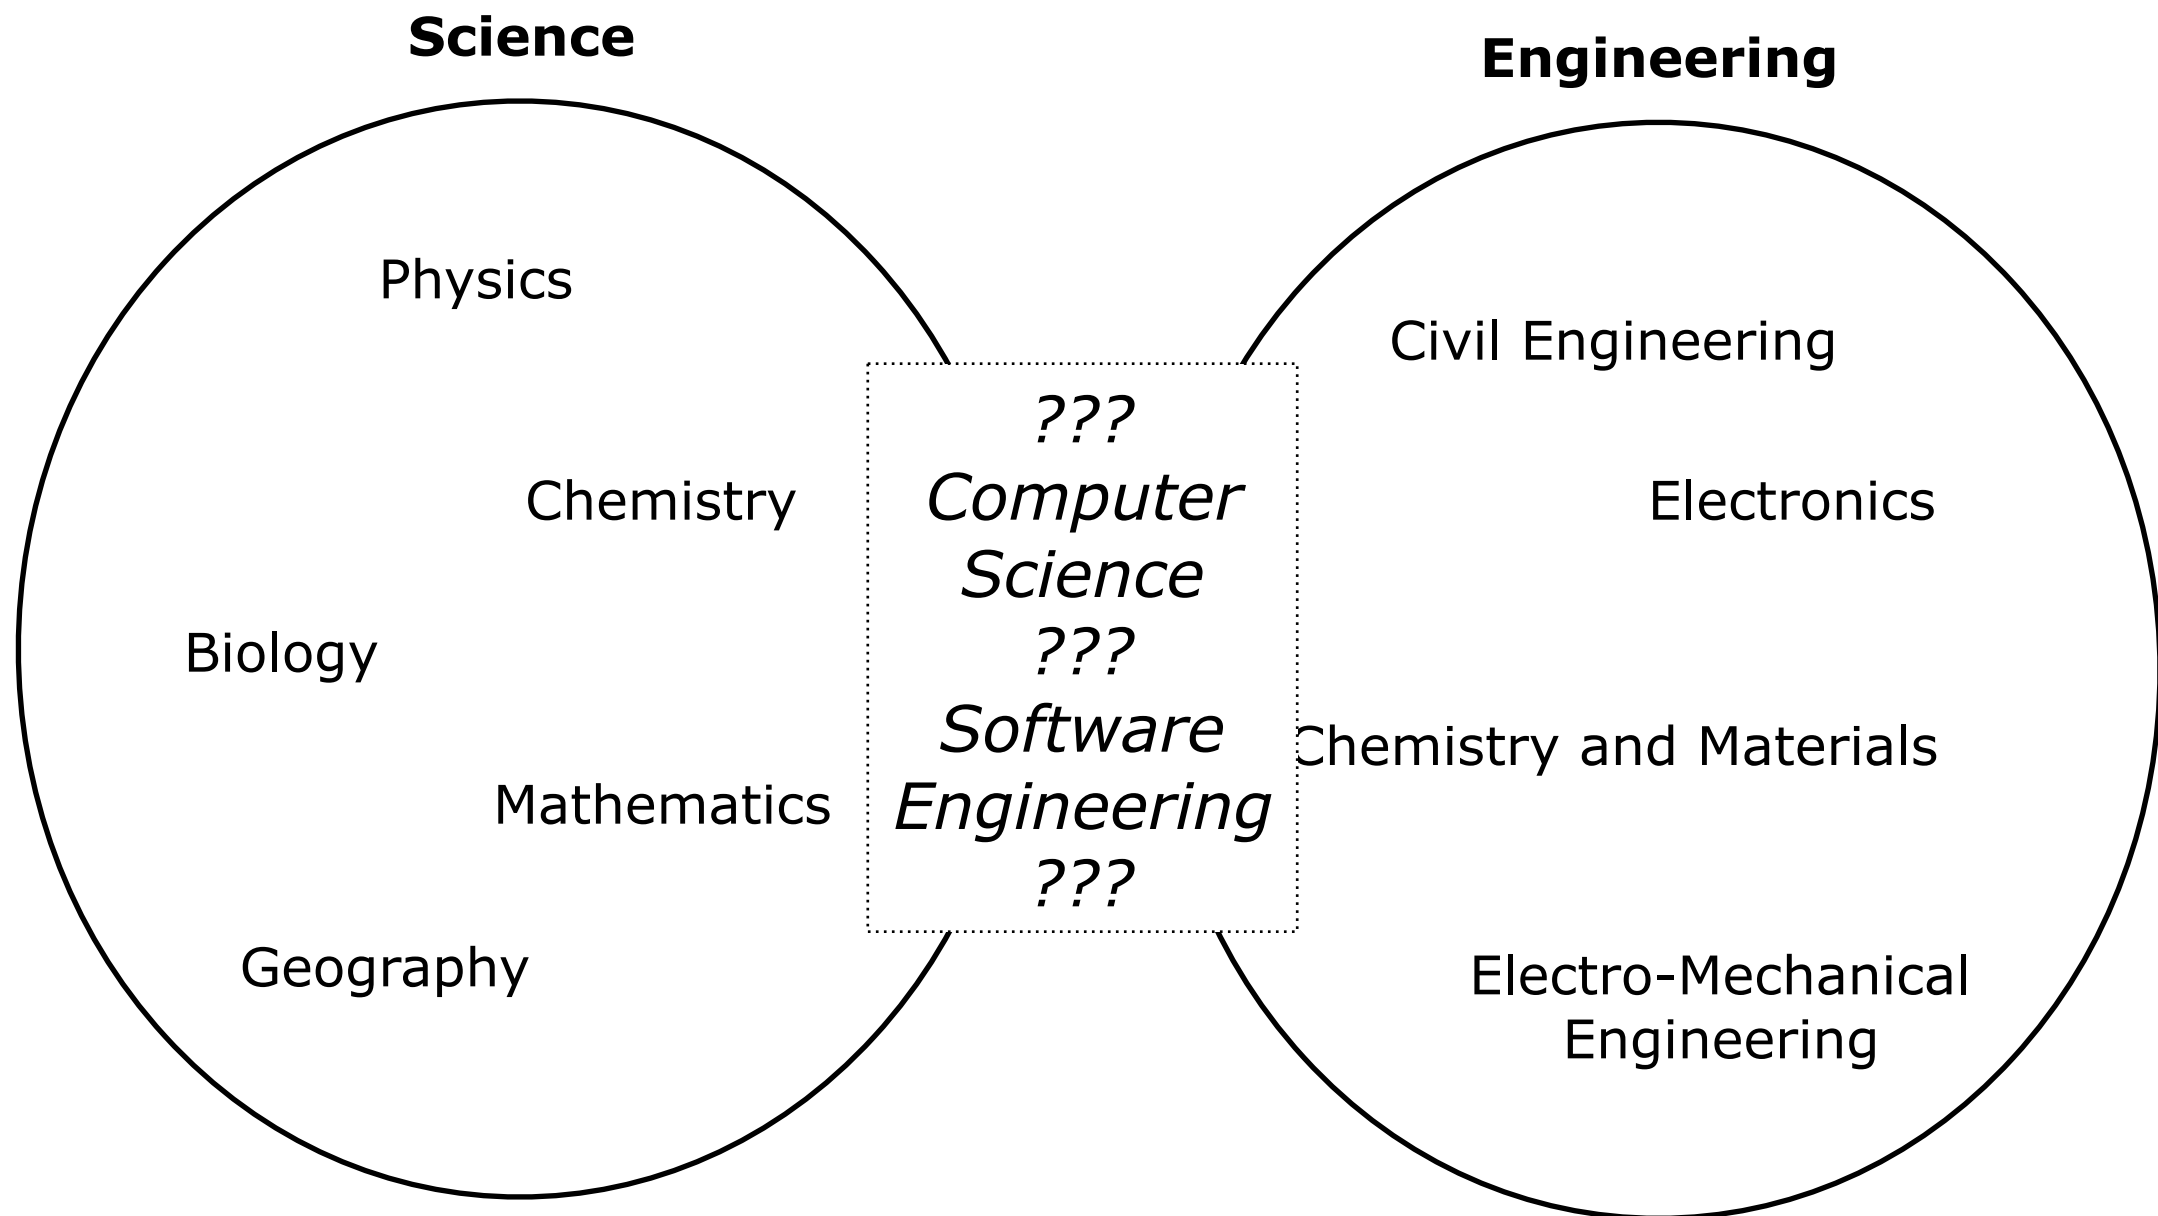 Science
Physics
Chemistry
Biology
Mathematics
Geography
???
Computer
Science
???
Software
Engineering
???
Engineering
Civil Engineering
Electronics
Chemistry and Materials
Electro-Mechanical
Engineering